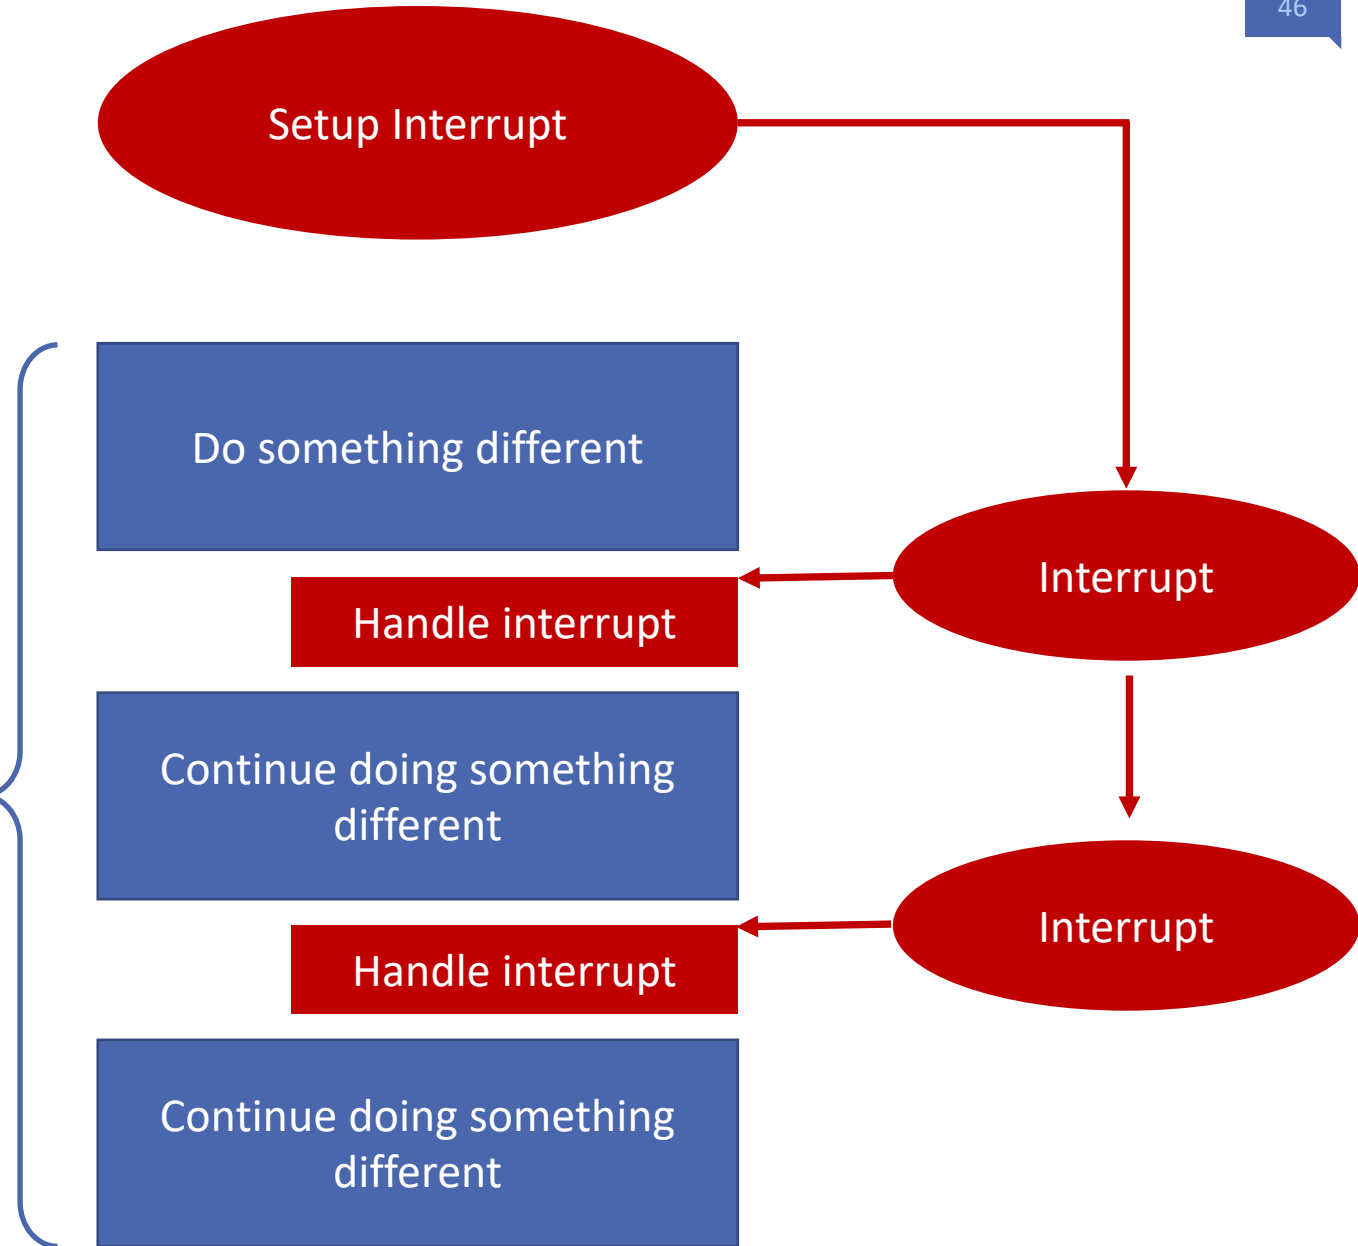 46
Setup Interrupt
Do something different
Interrupt
Handle interrupt
Continue doing something
different
Interrupt
Handle interrupt
Continue doing something
different